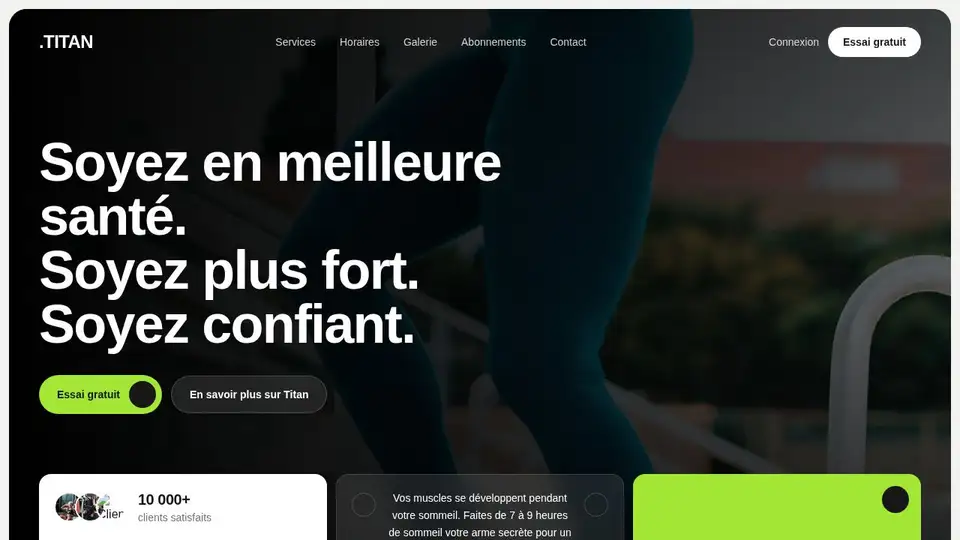 .TITAN
Services
Horaires
Galerie
Abonnements
Contact
Connexion
Essai gratuit
Soyez en meilleure
santé.
Soyez plus fort.
Soyez confiant.
Essai gratuit
En savoir plus sur Titan
clien
10 000+
clients satisfaits
Vos muscles se développent pendant
votre sommeil. Faites de 7 à 9 heures
de sommeil votre arme secrète pour un